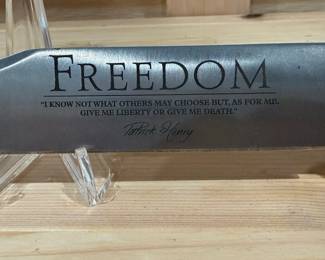 FREEDOM
"I KNOW NOT WHAT OTHERS MAY CHOOSE BUT, AS FOR ME,
GIVE ME LIBERTY OR GIVE ME DEATH."
Patrick Henry